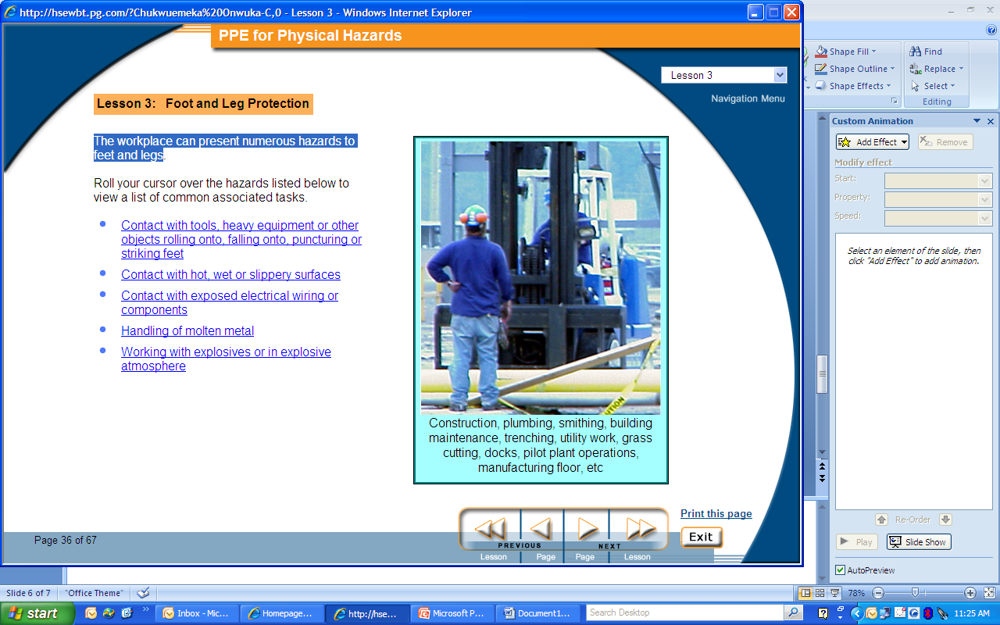 http://hsewbt.pg.com/?Chukwuemeka%20Onwuka-C,0 - Lesson 3 - Windows Internet Explorer
PPE for Physical Hazards
Lesson 3
Navigation Menu
Lesson 3:   Foot and Leg Protection
The workplace can present numerous hazards to
feet and legs.
Roll your cursor over the hazards listed below to
view a list of common associated tasks.
Contact with tools, heavy equipment or other
objects rolling onto, falling onto, puncturing or
striking feet
Contact with hot, wet or slippery surfaces
Contact with exposed electrical wiring or
components
Handling of molten metal
Working with explosives or in explosive
atmosphere
CAUTION
Construction, plumbing, smithing, building
maintenance, trenching, utility work, grass
cutting, docks, pilot plant operations,
manufacturing floor, etc
Page 36 of 67
PREVIOUS
NEXT
Lesson
Page
Page
Lesson
Print this page
Exit
Shape Fill
Shape Outline
Shape Effects
Find
Replace
Select
Editing
Custom Animation
Add Effect
Remove
Modify effect
Start:
Property:
Speed:
Select an element of the slide, then
click "Add Effect" to add animation.
Re-Order
Play
Slide Show
AutoPreview
Slide 6 of 7
"Office Theme"
78%
start
Inbox - Mic...
Homepage...
http://hse...
Microsoft P...
Document1...
Search Desktop
11:25 AM